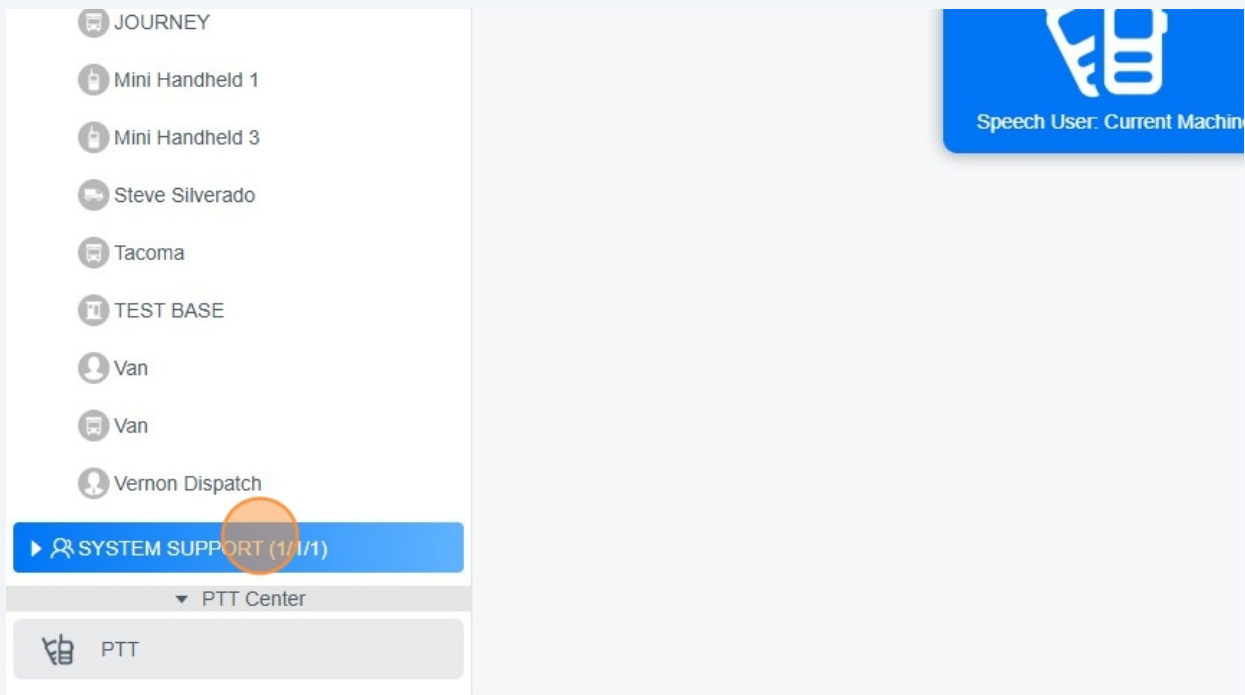 JOURNEY
Mini Handheld 1
Mini Handheld 3
Steve Silverado
Tacoma
TEST BASE
Van
Van
Vernon Dispatch
SYSTEM SUPPORT (1/1/1)
PTT Center
PTT
Speech User: Current Machine